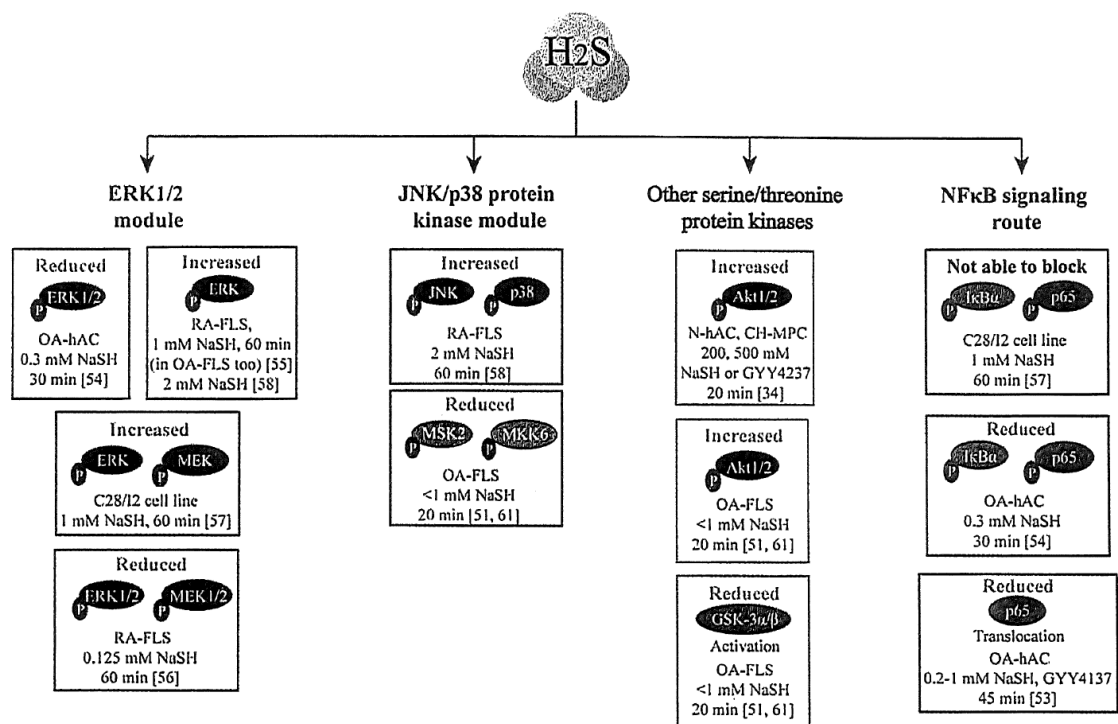 H2S
ERK1/2
module
Reduced
P ERK1/2
OA-hAC
0.3 mM NaSH
30 min [54]
Increased
P ERK
RA-FLS,
1 mM NaSH, 60 min
(in OA-FLS too) [55]
2 mM NaSH [58]
Increased
P ERK P MEK
C28/I2 cell line
1 mM NaSH, 60 min [57]
Reduced
P ERK1/2 P MEK1/2
RA-FLS
0.125 mM NaSH
60 min [56]
JNK/p38 protein
kinase module
Increased
P JNK P p38
RA-FLS
2 mM NaSH
60 min [58]
Reduced
P MSK2 P MKK6
OA-FLS
<1 mM NaSH
20 min [51, 61]
Other serine/threonine
protein kinases
Increased
P Akt1/2
N-hAC, CH-MPC
200, 500 mM
NaSH or GYY4237
20 min [34]
Increased
P Akt1/2
OA-FLS
<1 mM NaSH
20 min [51, 61]
Reduced
GSK-3α/β
Activation
OA-FLS
<1 mM NaSH
20 min [51, 61]
NFκB signaling
route
Not able to block
P IκBα P p65
C28/I2 cell line
1 mM NaSH
60 min [57]
Reduced
P IκBα P p65
OA-hAC
0.3 mM NaSH
30 min [54]
Reduced
p65
Translocation
OA-hAC
0.2-1 mM NaSH, GYY4137
45 min [53]